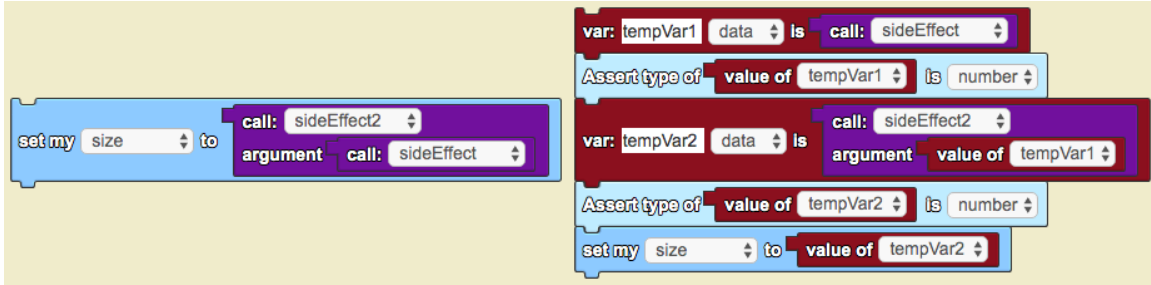 set my size to call: sideEffect2
argument call: sideEffect
var: tempVar1 data is call: sideEffect
Assert type of value of tempVar1 is number
var: tempVar2 data is call: sideEffect2
argument value of tempVar1
Assert type of value of tempVar2 is number
set my size to value of tempVar2